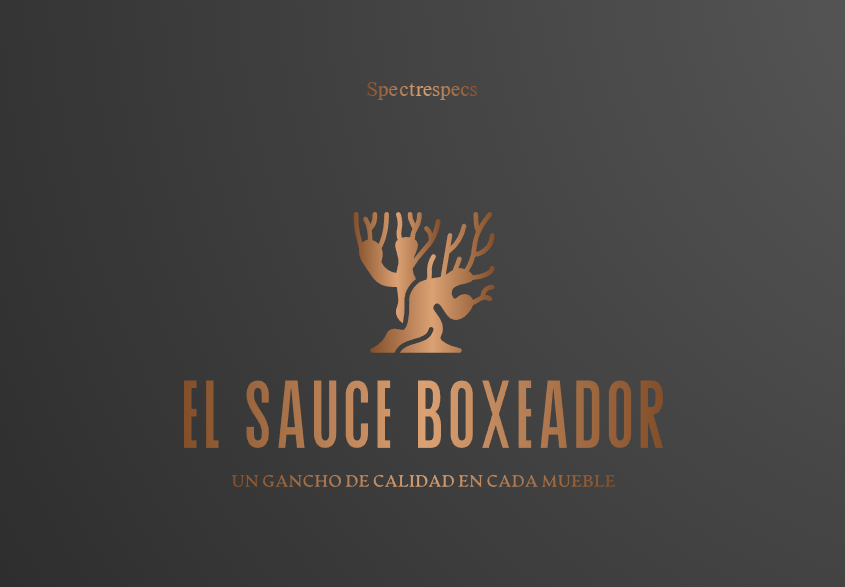 Spectrespecs
EL SAUCE BOXEADOR
UN GANCHO DE CALIDAD EN CADA MUEBLE